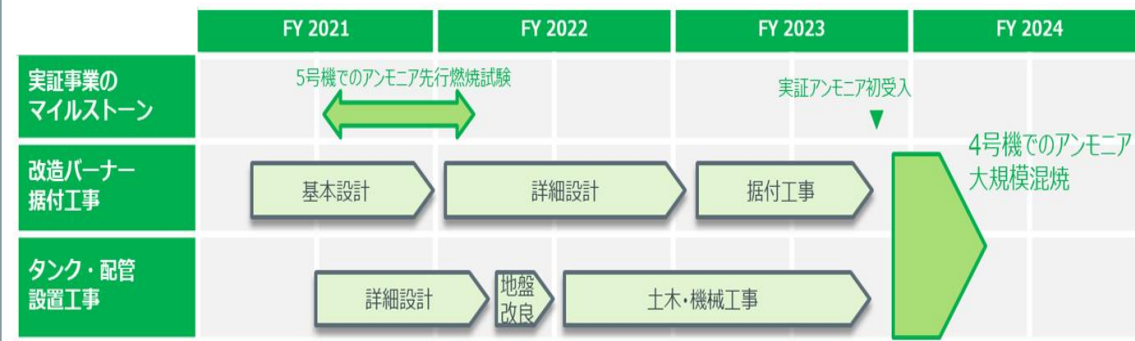 FY 2021
FY 2022
FY 2023
FY 2024
実証事業の
マイルストーン
5号機でのアンモニア先行燃焼試験
実証アンモニア初受入
4号機でのアンモニア
大規模混焼
改造バーナー
据付工事
基本設計
詳細設計
据付工事
タンク・配管
設置工事
詳細設計
地盤
改良
土木・機械工事